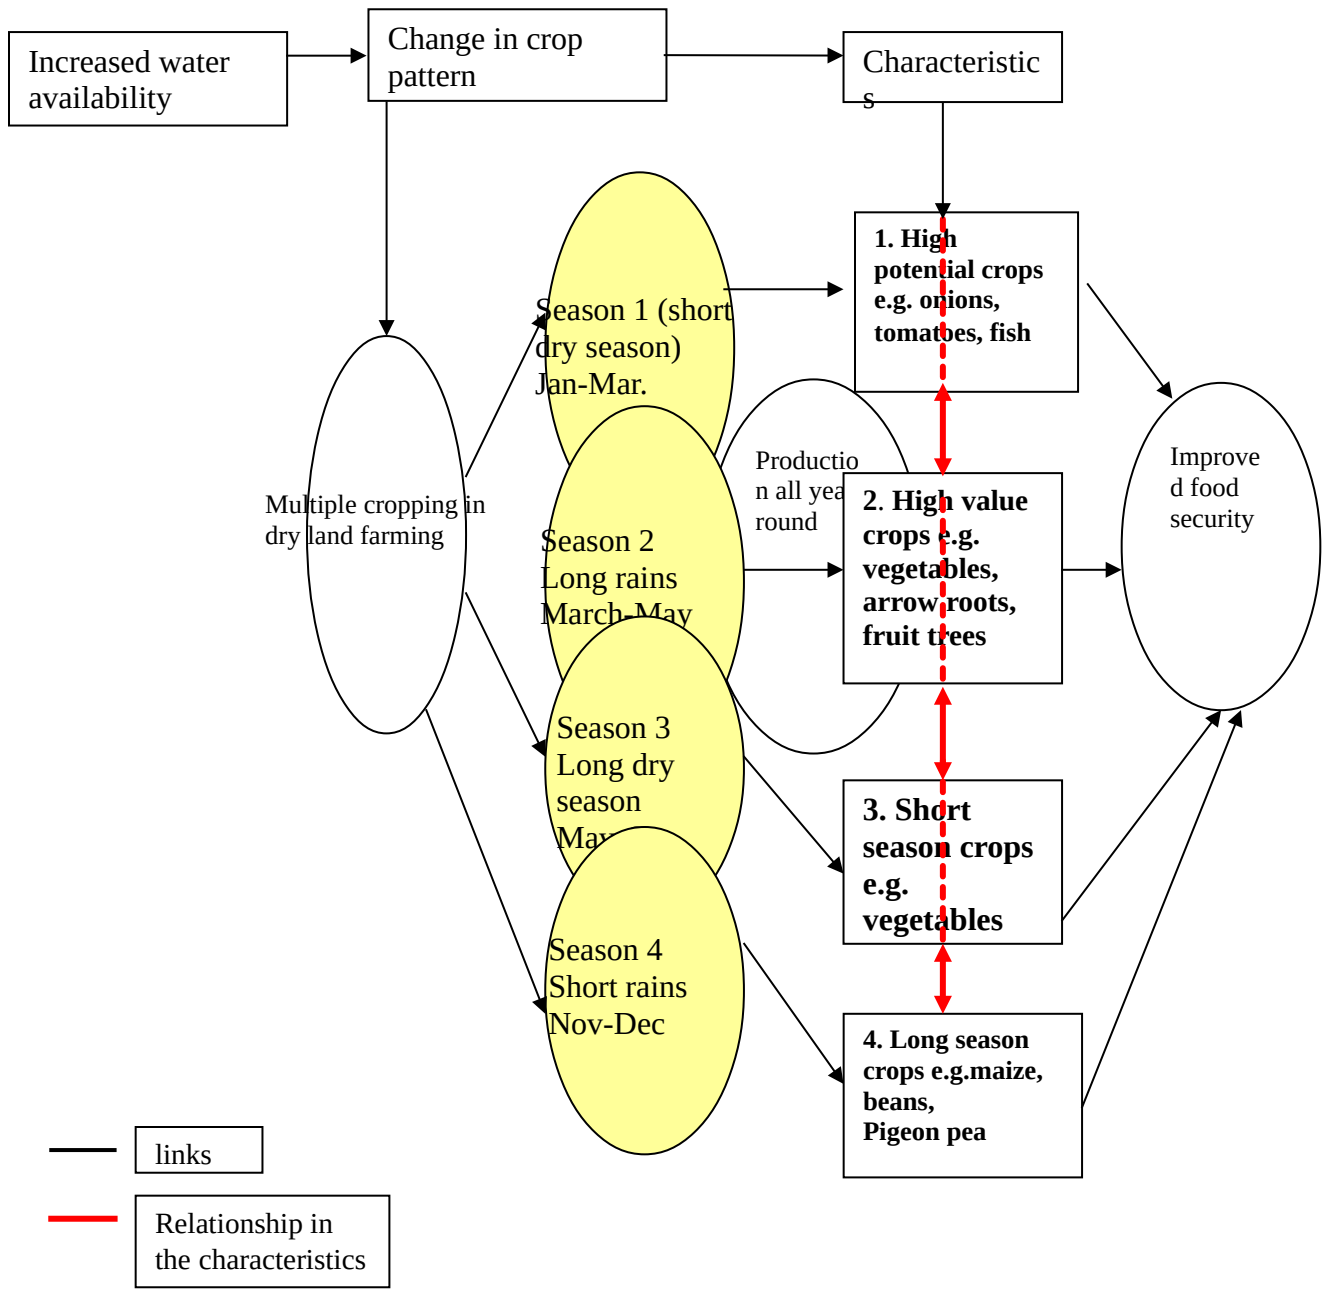 Increased water
availability
Change in crop
pattern
Characteristic
s
Season 1 (short
dry season)
Jan-Mar.
1. High
potential crops
e.g. onions,
tomatoes, fish
Multiple cropping in
dry land farming
Productio
n all yea
round
Improve
d food
security
Season 2
Long rains
March-May
2. High value
crops e.g.
vegetables,
arrow roots,
fruit trees
Season 3
Long dry
season
May
3. Short
season crops
e.g.
vegetables
Season 4
Short rains
Nov-Dec
4. Long season
crops e.g.maize,
beans,
Pigeon pea
links
Relationship in
the characteristics